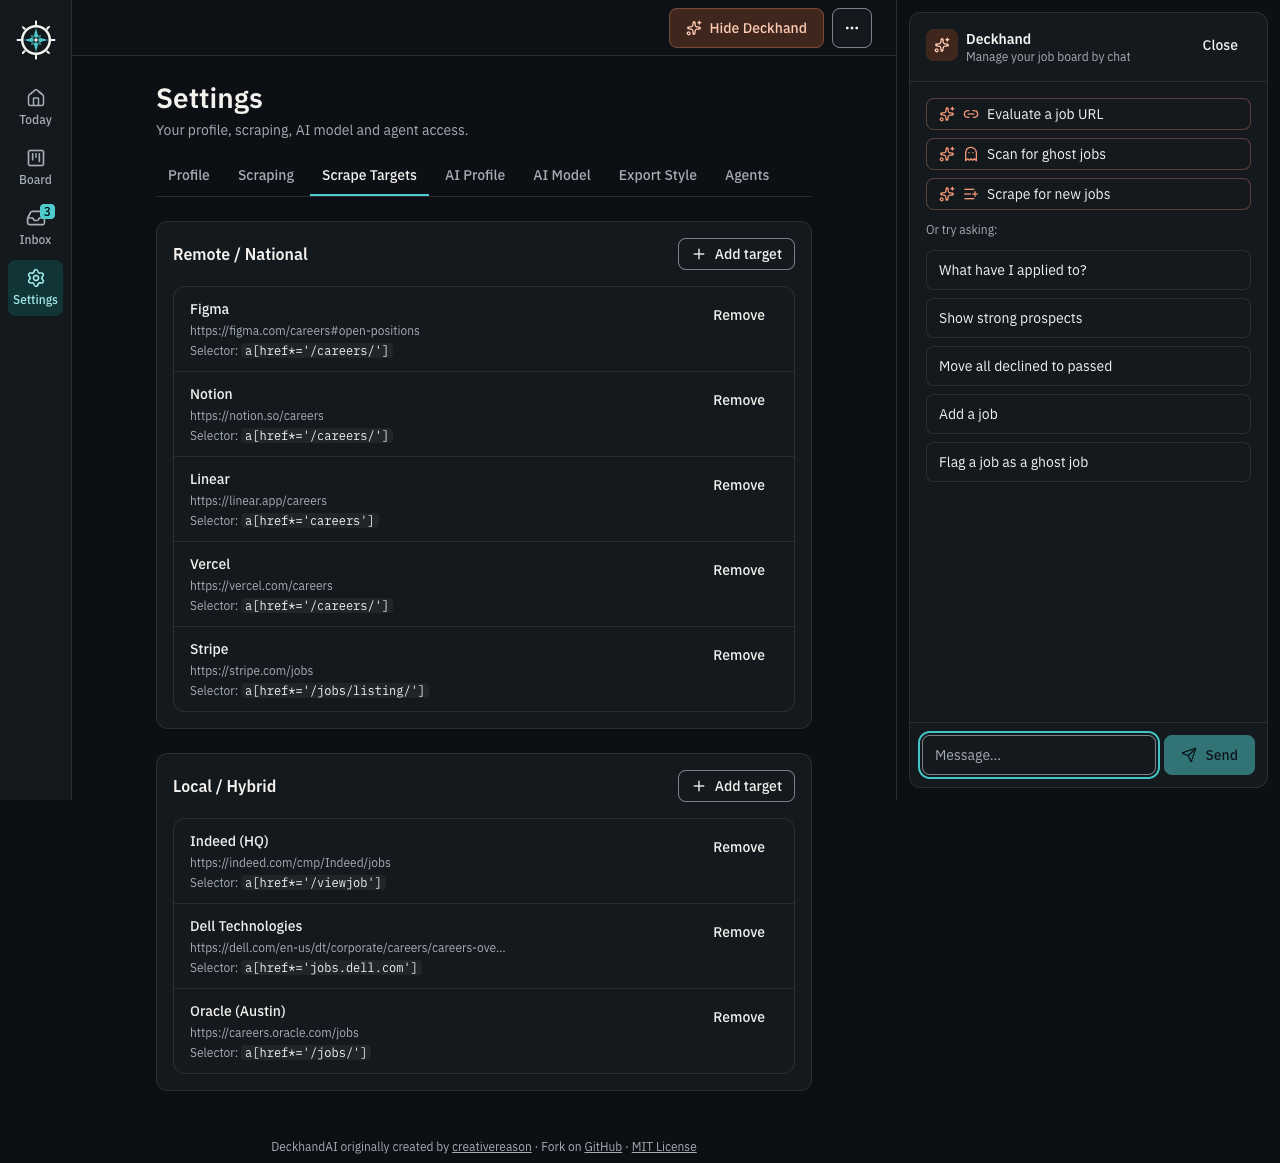 Hide Deckhand
Today
Board
3
Inbox
Settings
Settings
Your profile, scraping, AI model and agent access.
Profile
Scraping
Scrape Targets
AI Profile
AI Model
Export Style
Agents
Remote / National
Add target
Figma
https://figma.com/careers#open-positions
Selector: a[href*='/careers/']
Remove
Notion
https://notion.so/careers
Selector: a[href*='/careers/']
Remove
Linear
https://linear.app/careers
Selector: a[href*='careers']
Remove
Vercel
https://vercel.com/careers
Selector: a[href*='/careers/']
Remove
Stripe
https://stripe.com/jobs
Selector: a[href*='/jobs/listing/']
Remove
Local / Hybrid
Add target
Indeed (HQ)
https://indeed.com/cmp/Indeed/jobs
Selector: a[href*='/viewjob']
Remove
Dell Technologies
https://dell.com/en-us/dt/corporate/careers/careers-ove...
Selector: a[href*='jobs.dell.com']
Remove
Oracle (Austin)
https://careers.oracle.com/jobs
Selector: a[href*='/jobs/']
Remove
DeckhandAI originally created by creativereason · Fork on GitHub · MIT License
Deckhand
Manage your job board by chat
Close
Evaluate a job URL
Scan for ghost jobs
Scrape for new jobs
Or try asking:
What have I applied to?
Show strong prospects
Move all declined to passed
Add a job
Flag a job as a ghost job
Message...
Send